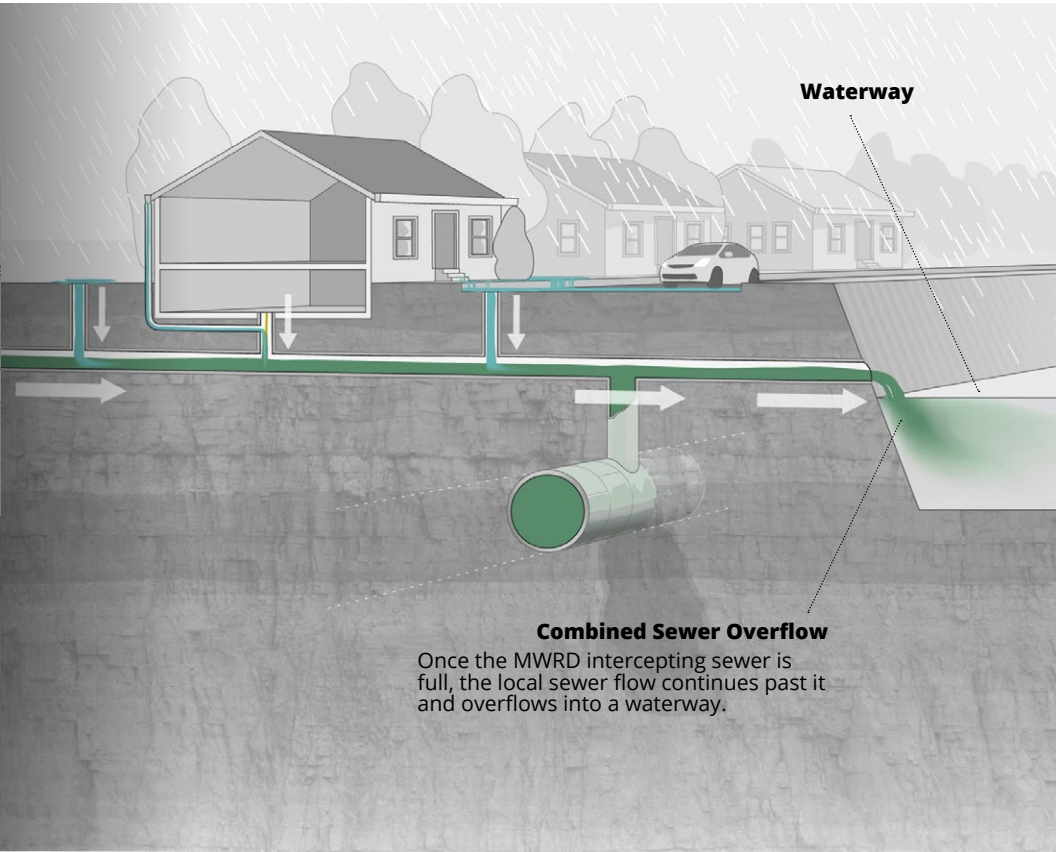 Waterway
Combined Sewer Overflow
Once the MWRD intercepting sewer is
full, the local sewer flow continues past it
and overflows into a waterway.